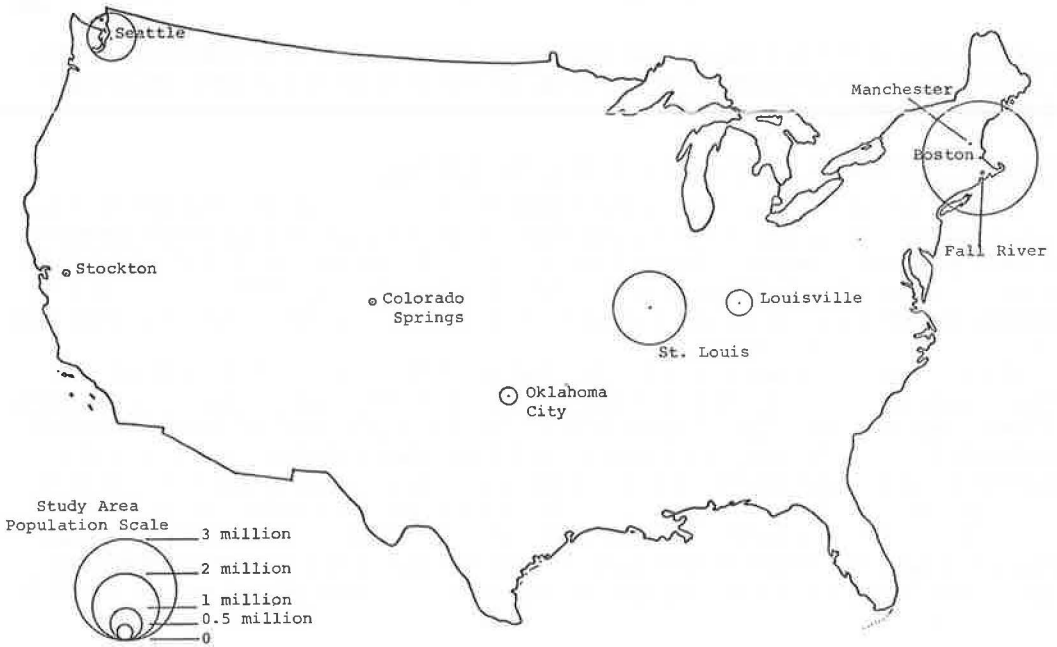 Seattle
Manchester
Boston
Fall River
Stockton
Colorado
Springs
Louisville
St. Louis
Oklahoma
City
Study Area
Population Scale
3 million
2 million
1 million
0.5 million
0